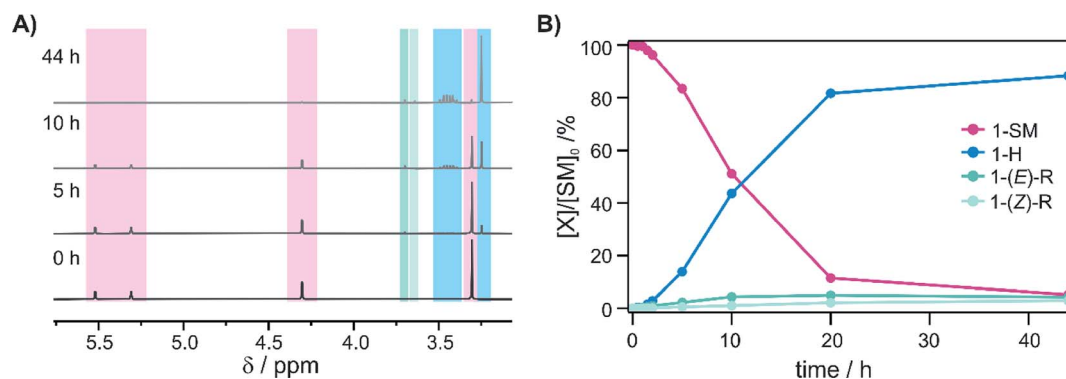 A)
44 h
10 h
5 h
0 h
5.5 5.0 4.5 4.0 3.5
δ / ppm
B)
[X]/[SM]₀ /%
100
80
60
40
20
0
1-SM
1-H
1-(E)-R
1-(Z)-R
0 10 20 30 40
time / h